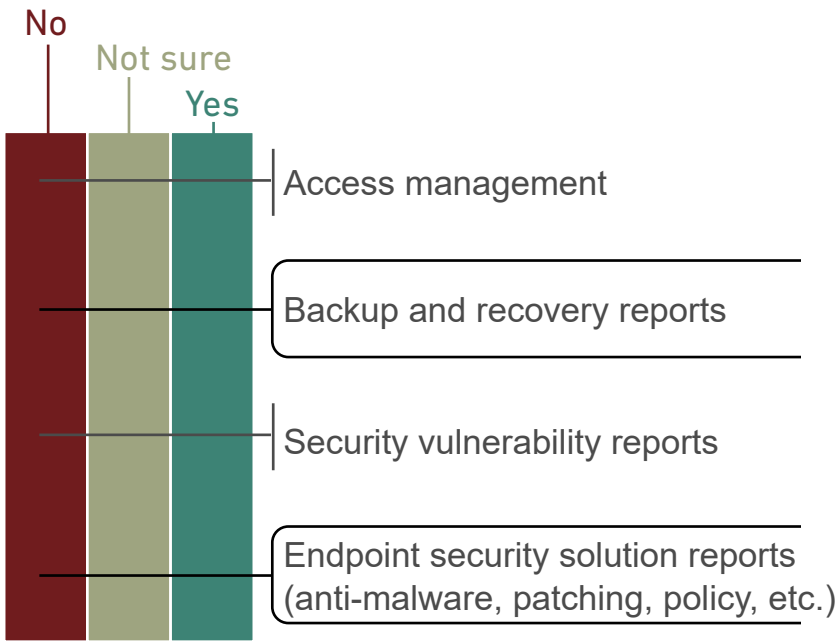 No
Not sure
Yes
Access management
Backup and recovery reports
Security vulnerability reports
Endpoint security solution reports
(anti-malware, patching, policy, etc.)